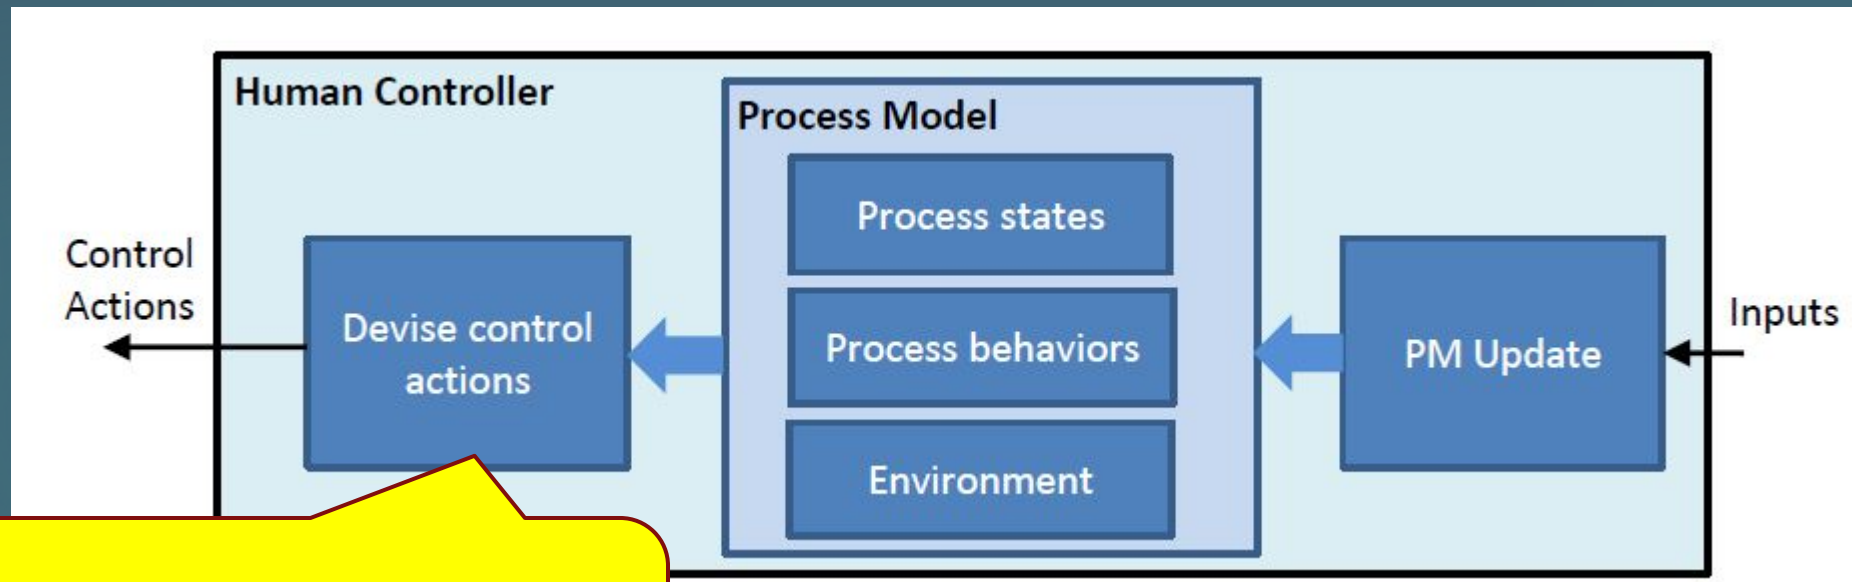 Human Controller
Process Model
Process states
Control
Actions
Devise control
actions
Process behaviors
PM Update
Inputs
Environment